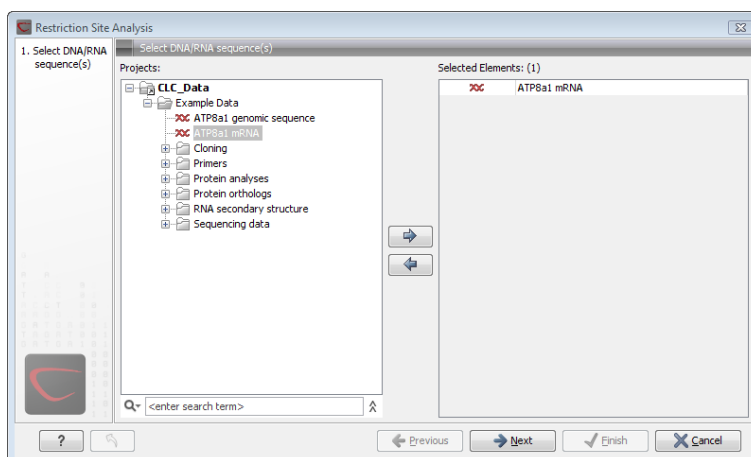 Restriction Site Analysis
1. Select DNA/RNA sequence(s)
Select DNA/RNA sequence(s)
Projects:
CLC_Data
Example Data
ATP8a1 genomic sequence
ATP8a1 mRNA
Cloning
Primers
Protein analyses
Protein orthologs
RNA secondary structure
Sequencing data
<enter search term>
Selected Elements: (1)
ATP8a1 mRNA
?
Previous
Next
Finish
Cancel